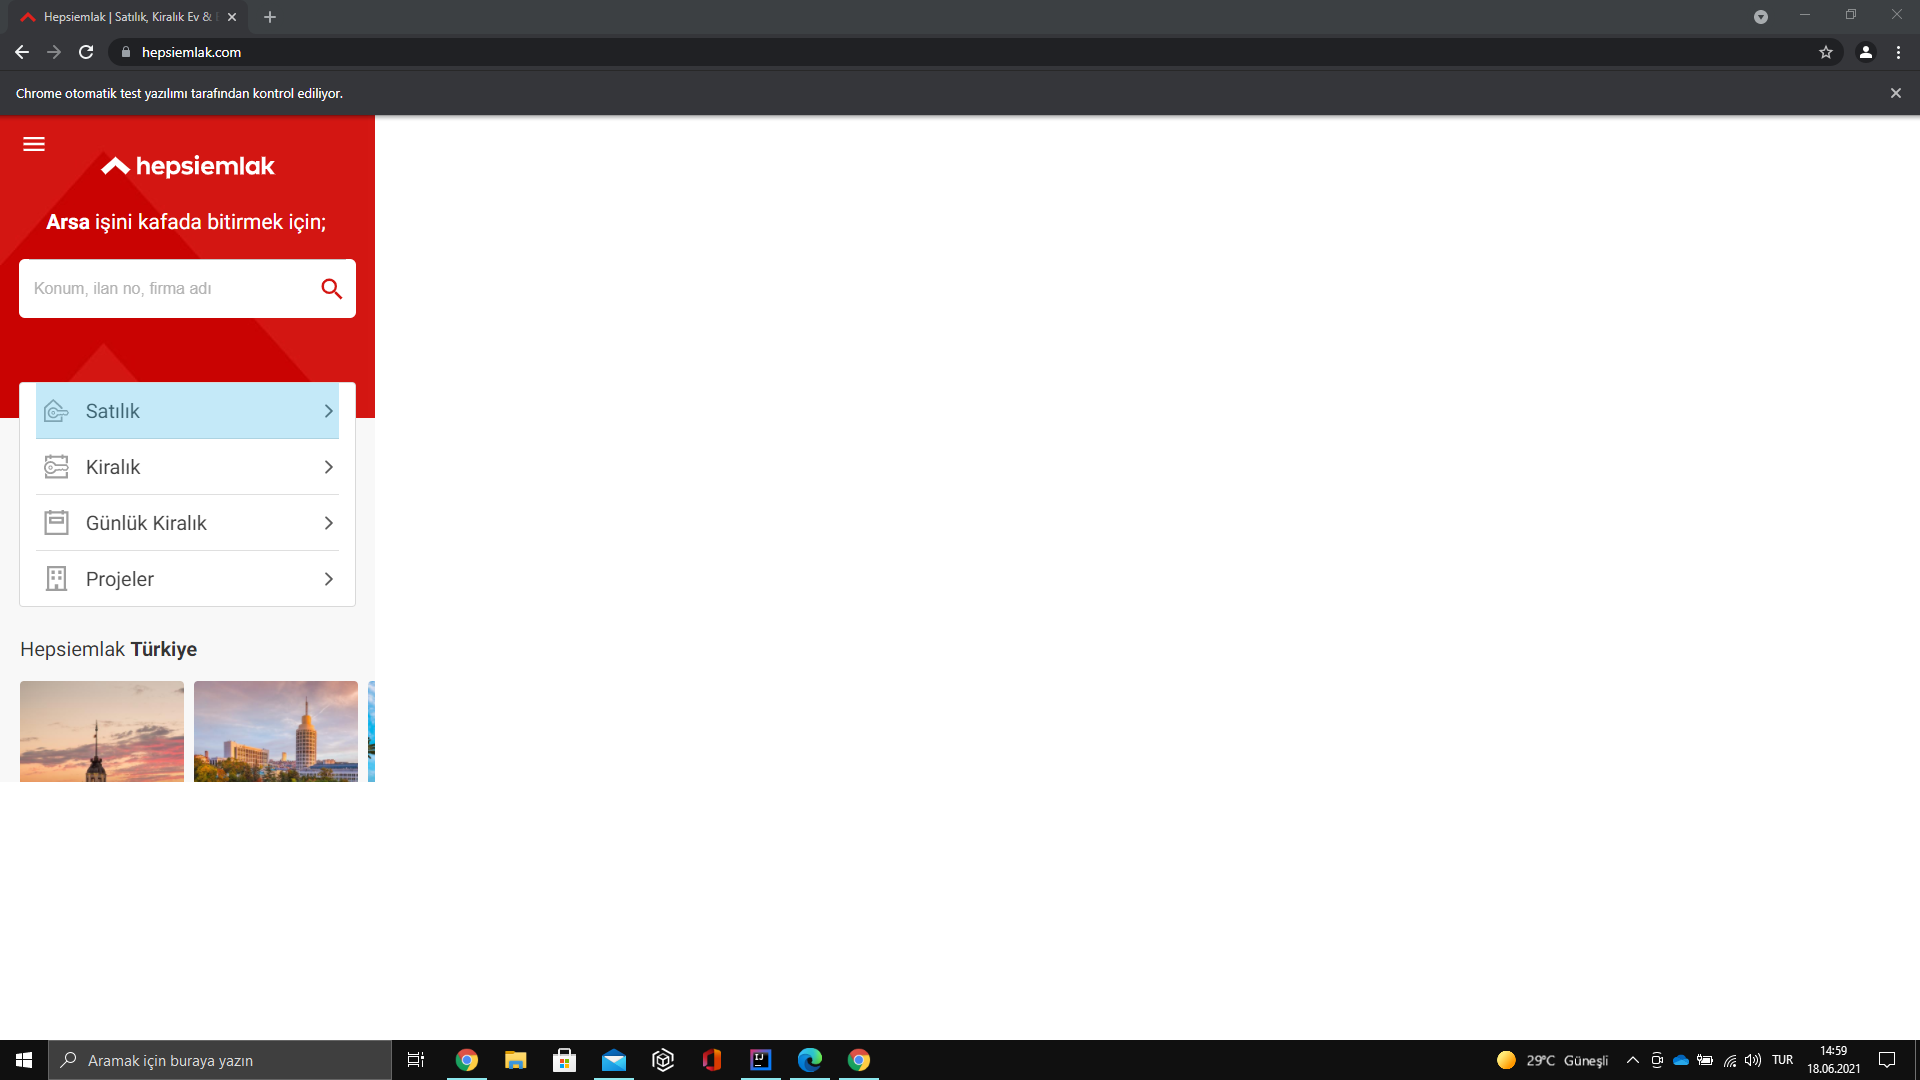 Hepsiemlak | Satılık, Kiralık Ev &
hepsiemlak.com
Chrome otomatik test yazılımı tarafından kontrol ediliyor.
hepsiemlak
Arsa işini kafada bitirmek için;
Konum, ilan no, firma adı
Satılık
Kiralık
Günlük Kiralık
Projeler
Hepsiemlak Türkiye
Aramak için buraya yazın
IJ
29°C Güneşli
TUR
14:59
18.06.2021